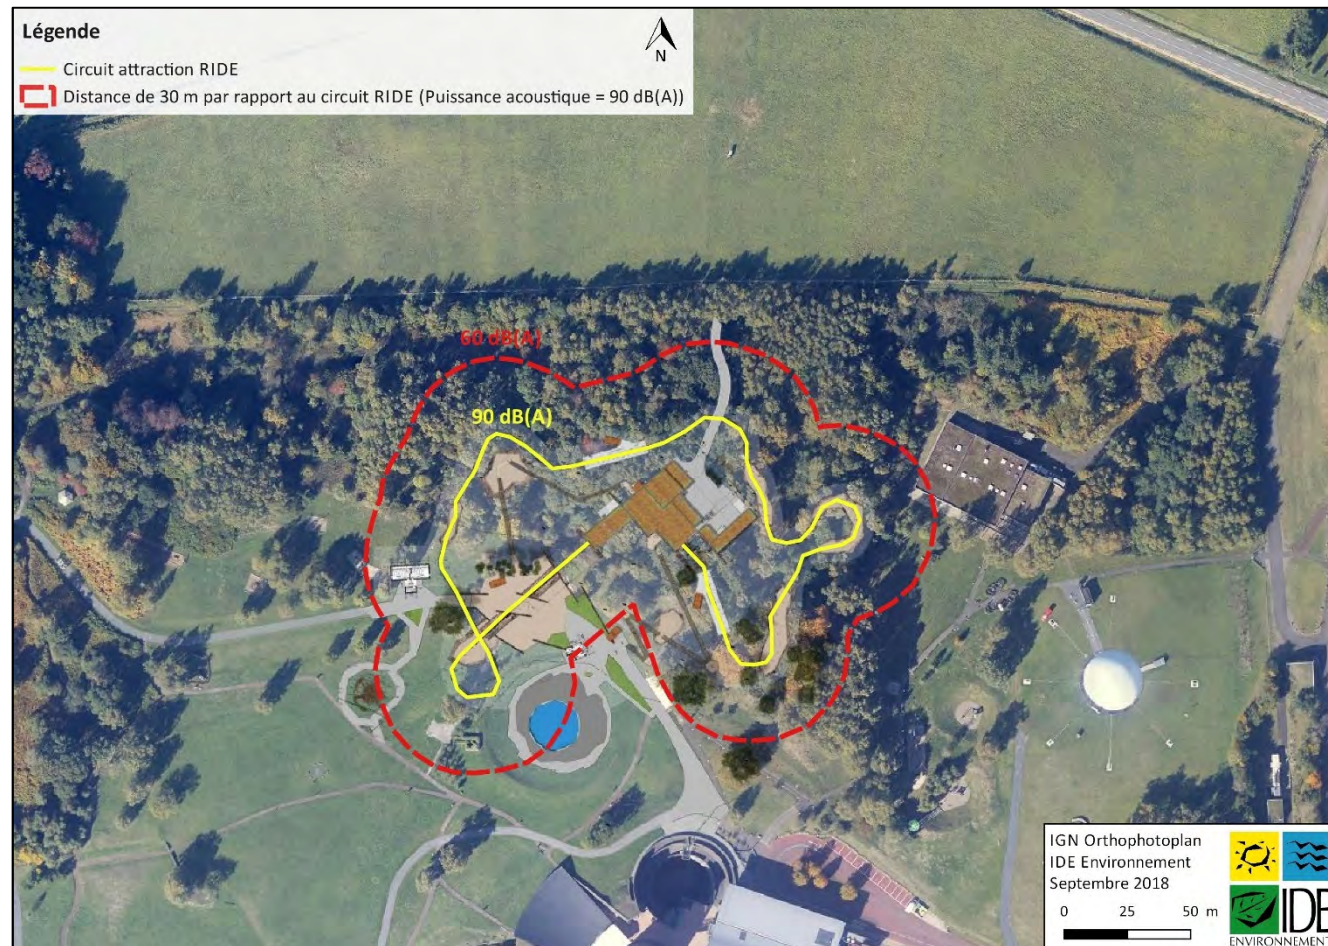 Légende
N
Circuit attraction RIDE
Distance de 30 m par rapport au circuit RIDE (Puissance acoustique = 90 dB(A))
60 dB(A)
90 dB(A)
IGN Orthophotoplan
IDE Environnement
Septembre 2018
0 25 50 m
IDE
ENVIRONNEMENT